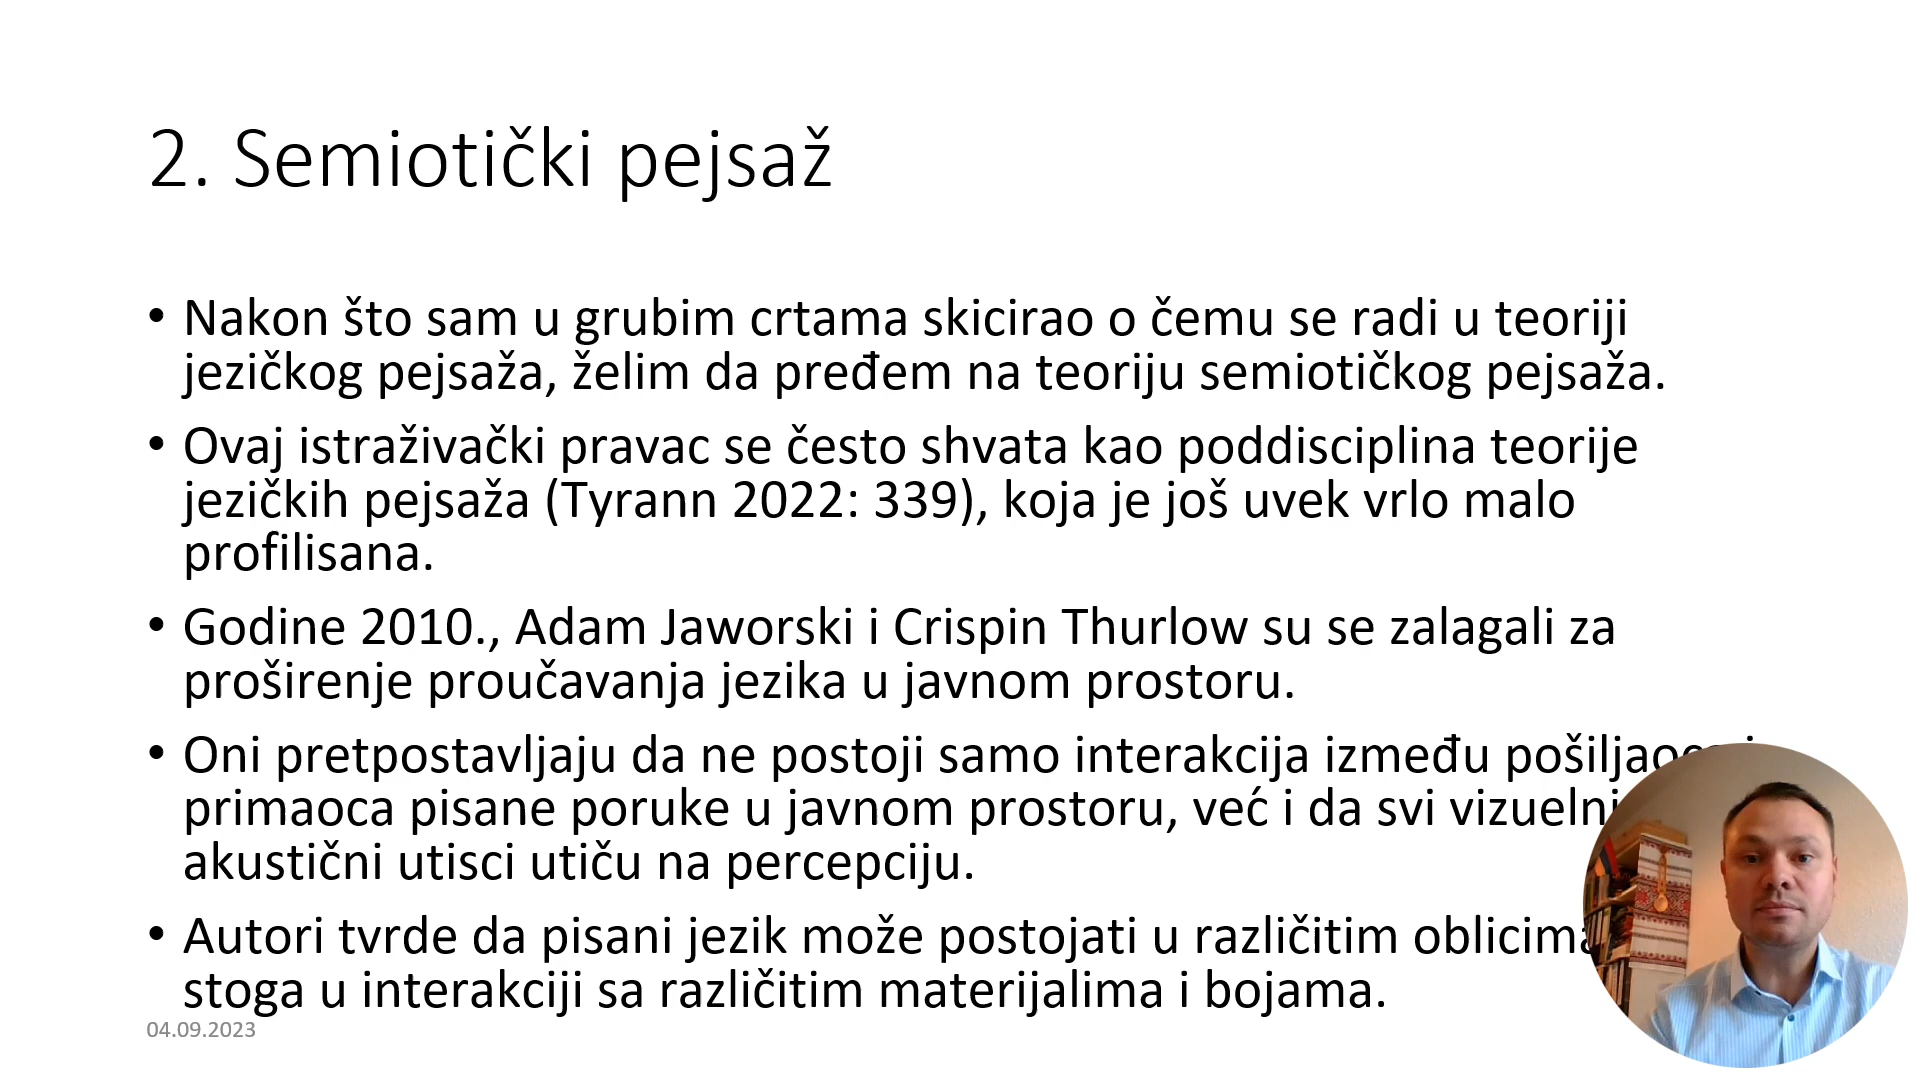 2. Semiotički pejsaž
• Nakon što sam u grubim crtama skicirao o čemu se radi u teoriji
jezičkog pejsaža, želim da pređem na teoriju semiotičkog pejsaža.
• Ovaj istraživački pravac se često shvata kao poddisciplina teorije
jezičkih pejsaža (Tyrann 2022: 339), koja je još uvek vrlo malo
profilisana.
• Godine 2010., Adam Jaworski i Crispin Thurlow su se zalagali za
proširenje proučavanja jezika u javnom prostoru.
• Oni pretpostavljaju da ne postoji samo interakcija između
primaoca pisane poruke u javnom prostoru, već i da svi vizuelni
akustični utisci utiču na percepciju.
• Autori tvrde da pisani jezik može postojati u različitim oblicima
stoga u interakciji sa različitim materijalima i bojama.
04.09.2023